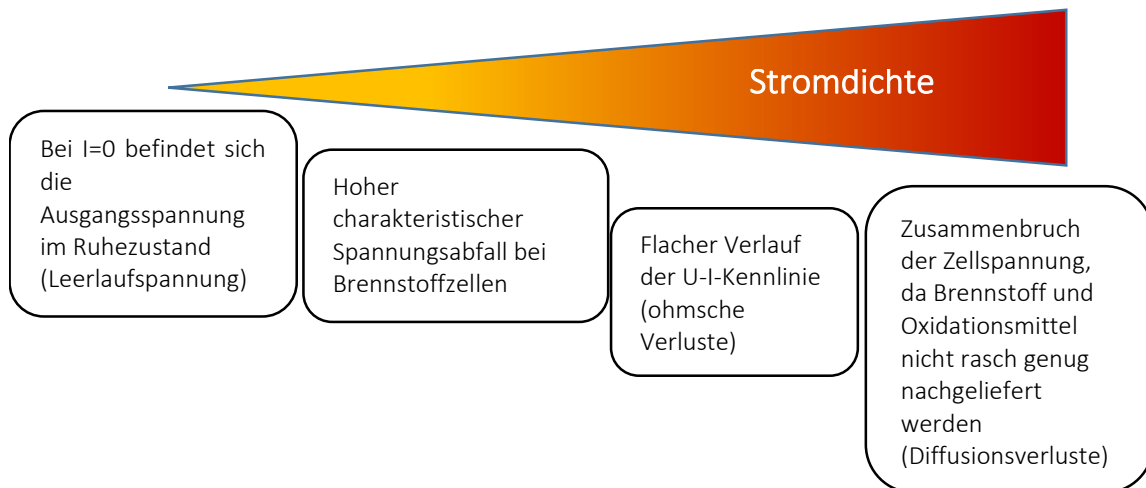 Stromdichte
Bei I=0 befindet sich
die
Ausgangsspannung
im Ruhezustand
(Leerlaufspannung)
Hoher
charakteristischer
Spannungsabfall bei
Brennstoffzellen
Flacher Verlauf
der U-I-Kennlinie
(ohmsche
Verluste)
Zusammenbruch
der Zellspannung,
da Brennstoff und
Oxidationsmittel
nicht rasch genug
nachgeliefert
werden
(Diffusionsverluste)